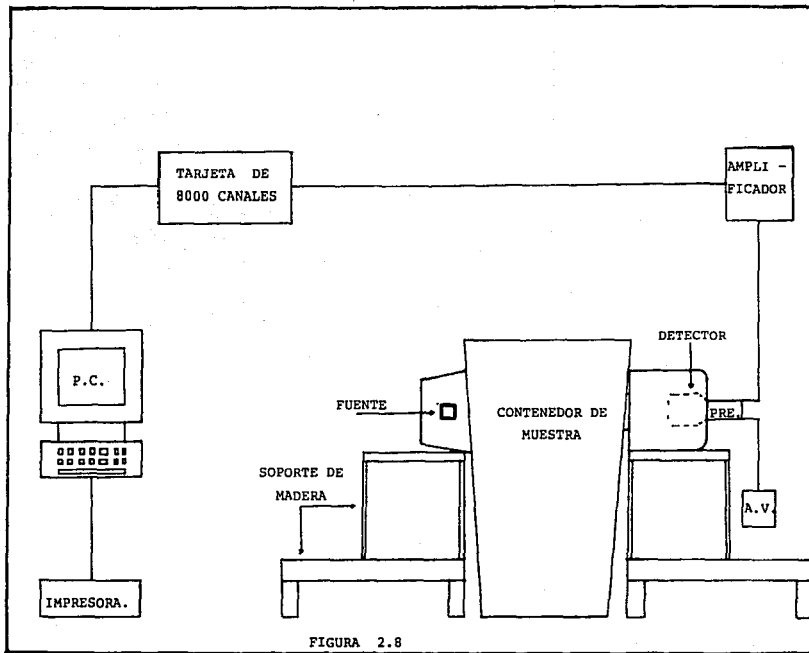 TARJETA DE
8000 CANALES
AMPLI -
FICADOR
P.C.
DETECTOR
FUENTE
CONTENEDOR DE
MUESTRA
PRE.
SOPORTE DE
MADERA
A.V.
IMPRESORA.
FIGURA 2.8